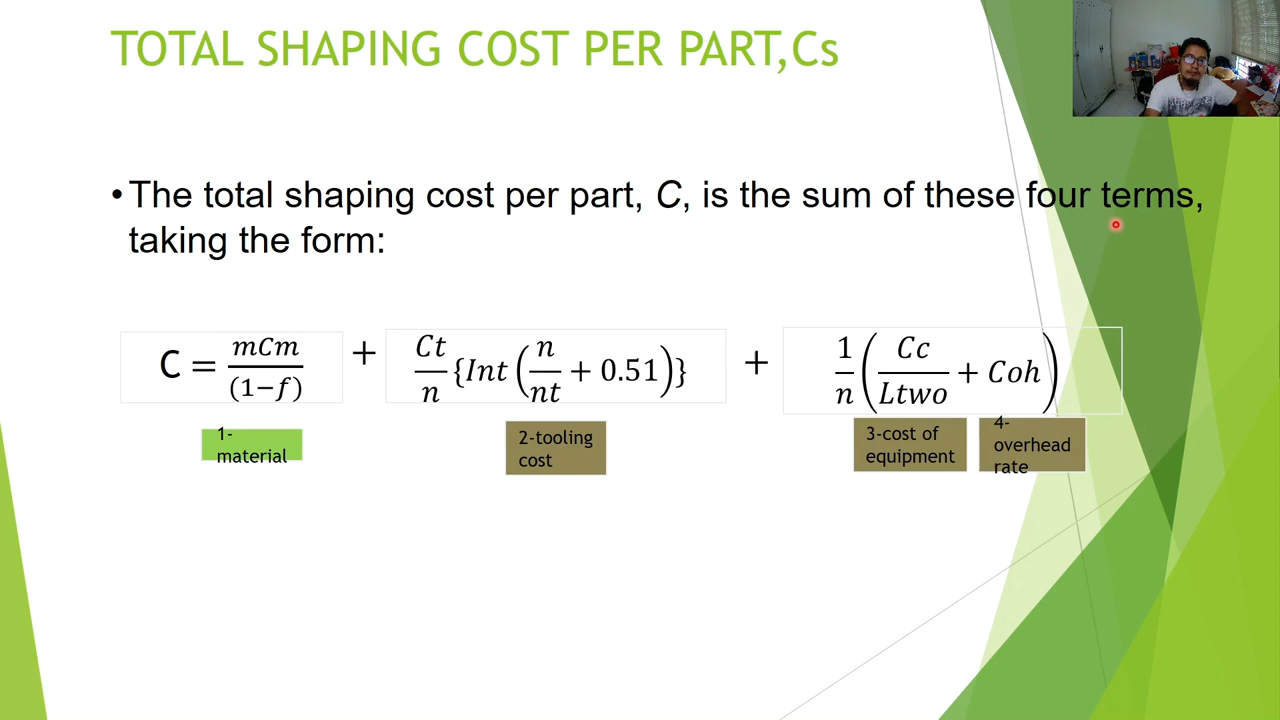 TOTAL SHAPING COST PER PART,Cs
•The total shaping cost per part, C, is the sum of these four terms,
taking the form:
C = mCm/(1−f) + Ct/n {Int (n/nt + 0.51)} + 1/n (Cc/Ltwo + Coh)
1-
material
2-tooling
cost
3-cost of
equipment
4-
overhead
rate